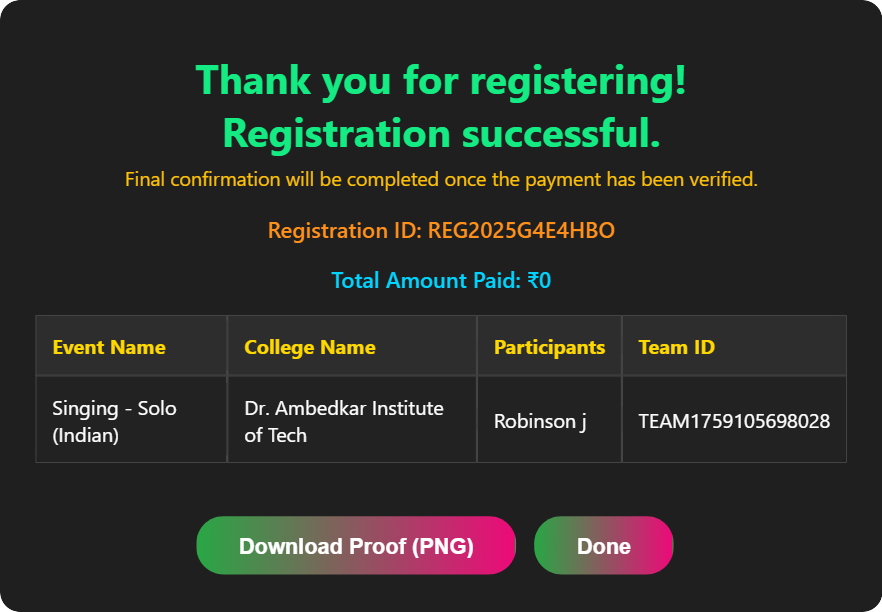 Thank you for registering!
Registration successful.
Final confirmation will be completed once the payment has been verified.
Registration ID: REG2025G4E4HBO
Total Amount Paid: ₹0
Event Name College Name Participants Team ID
Singing - Solo (Indian) Dr. Ambedkar Institute of Tech Robinson j TEAM1759105698028
Download Proof (PNG) Done